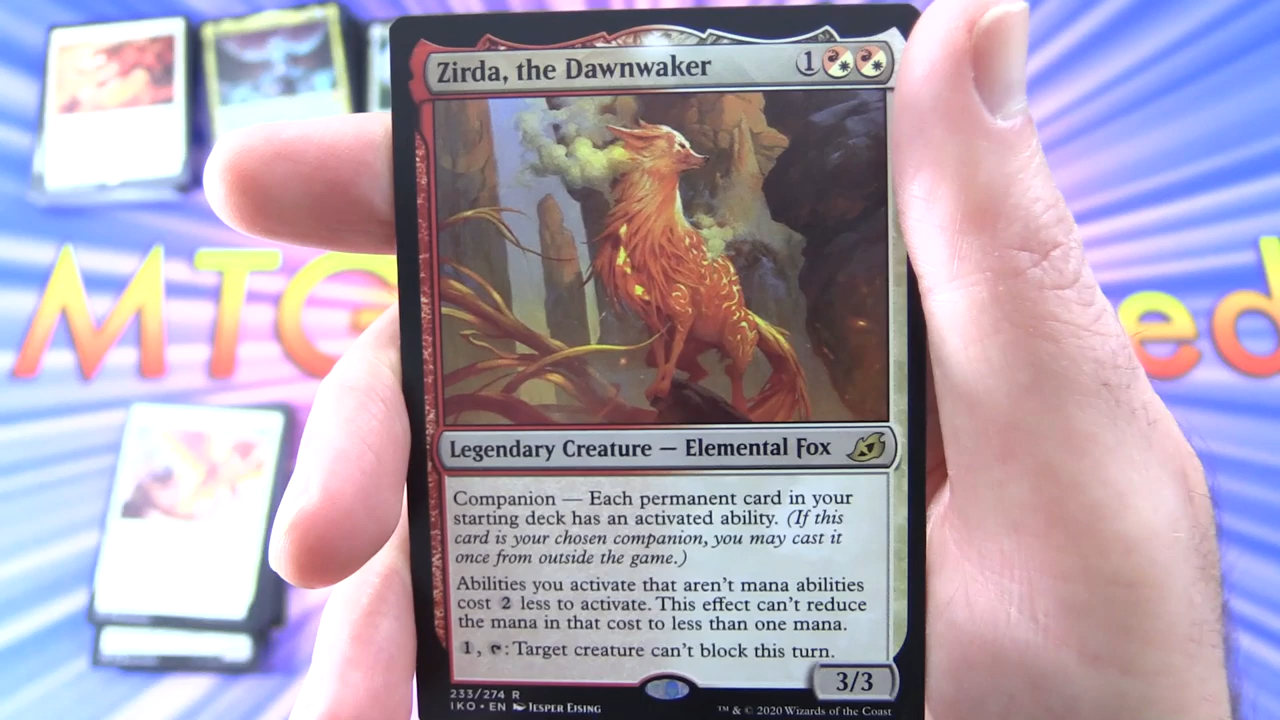 Zirda, the Dawnwaker 1
MTG ed
Legendary Creature — Elemental Fox
Companion — Each permanent card in your
starting deck has an activated ability. (If this
card is your chosen companion, you may cast it
once from outside the game.)
Abilities you activate that aren't mana abilities
cost 2 less to activate. This effect can't reduce
the mana in that cost to less than one mana.
1, : Target creature can't block this turn.
3/3
233/274 R
IKO • EN JESPER EJSING
™ & © 2020 Wizards of the Coast